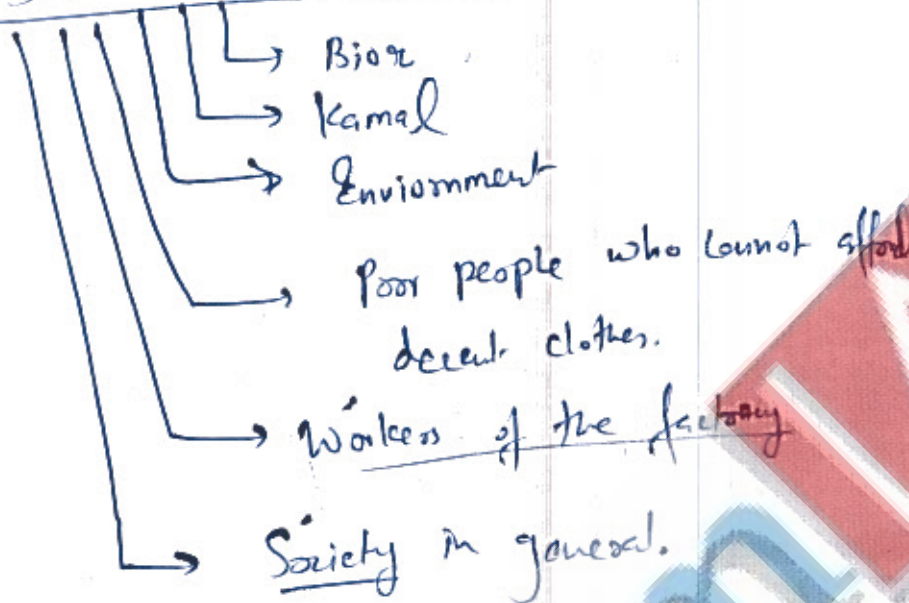 Bior
Kamal
Enviornment
Poor people who cannot afford
decent clothes.
Workers of the factory
Society in general.